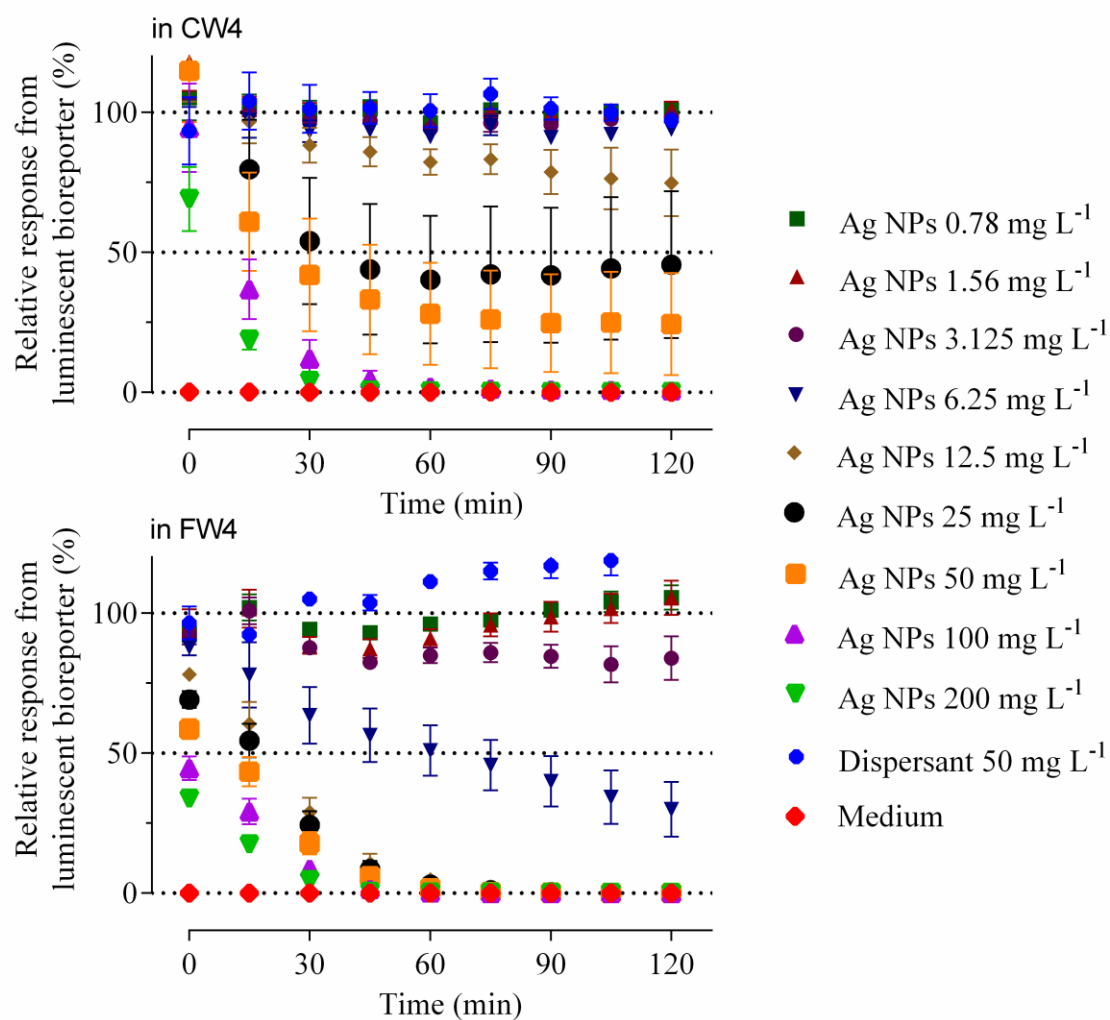 in CW4
Relative response from
luminescent bioreporter (%)
100
50
0
0 30 60 90 120
Time (min)
in FW4
Relative response from
luminescent bioreporter (%)
100
50
0
0 30 60 90 120
Time (min)
Ag NPs 0.78 mg L⁻¹
Ag NPs 1.56 mg L⁻¹
Ag NPs 3.125 mg L⁻¹
Ag NPs 6.25 mg L⁻¹
Ag NPs 12.5 mg L⁻¹
Ag NPs 25 mg L⁻¹
Ag NPs 50 mg L⁻¹
Ag NPs 100 mg L⁻¹
Ag NPs 200 mg L⁻¹
Dispersant 50 mg L⁻¹
Medium